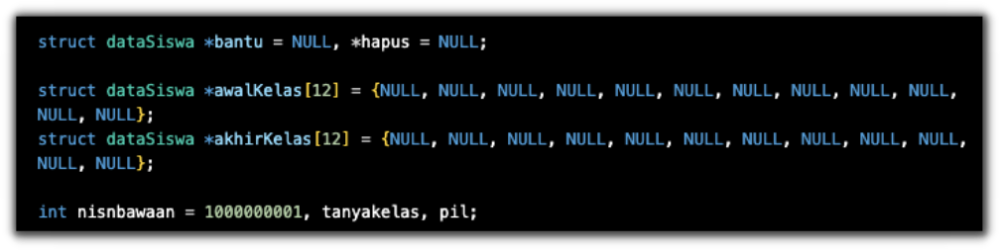 struct dataSiswa *bantu = NULL, *hapus = NULL;
struct dataSiswa *awalKelas[12] = {NULL, NULL, NULL, NULL, NULL, NULL, NULL, NULL, NULL, NULL,
NULL, NULL};
struct dataSiswa *akhirKelas[12] = {NULL, NULL, NULL, NULL, NULL, NULL, NULL, NULL, NULL, NULL,
NULL, NULL};
int nisnbawaan = 1000000001, tanyakelas, pil;